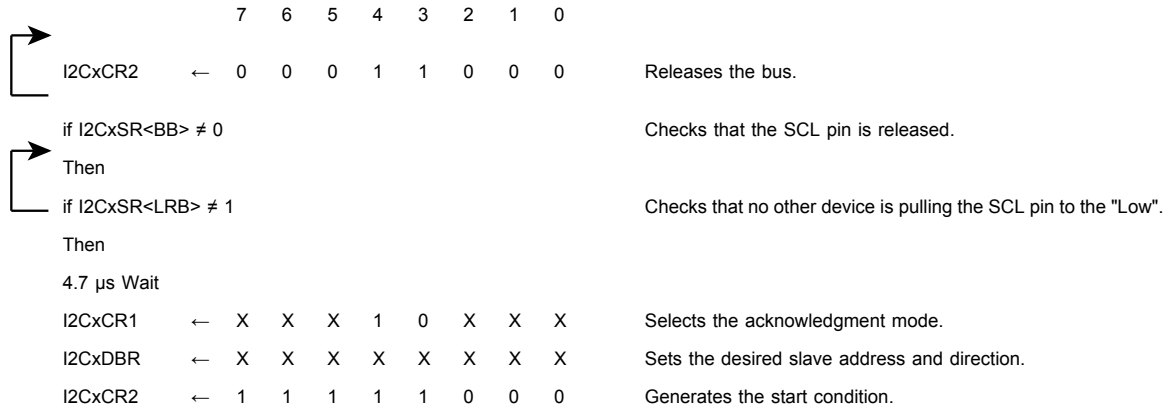 7 6 5 4 3 2 1 0
I2CxCR2 ← 0 0 0 1 1 0 0 0 Releases the bus.
if I2CxSR<BB> ≠ 0 Checks that the SCL pin is released.
Then
if I2CxSR<LRB> ≠ 1 Checks that no other device is pulling the SCL pin to the "Low".
Then
4.7 μs Wait
I2CxCR1 ← X X X 1 0 X X X Selects the acknowledgment mode.
I2CxDBR ← X X X X X X X X Sets the desired slave address and direction.
I2CxCR2 ← 1 1 1 1 1 0 0 0 Generates the start condition.